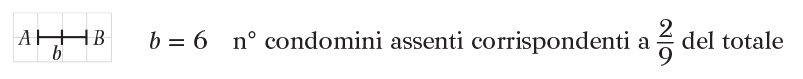 A B b = 6 n° condomini assenti corrispondenti a 2/9 del totale
b